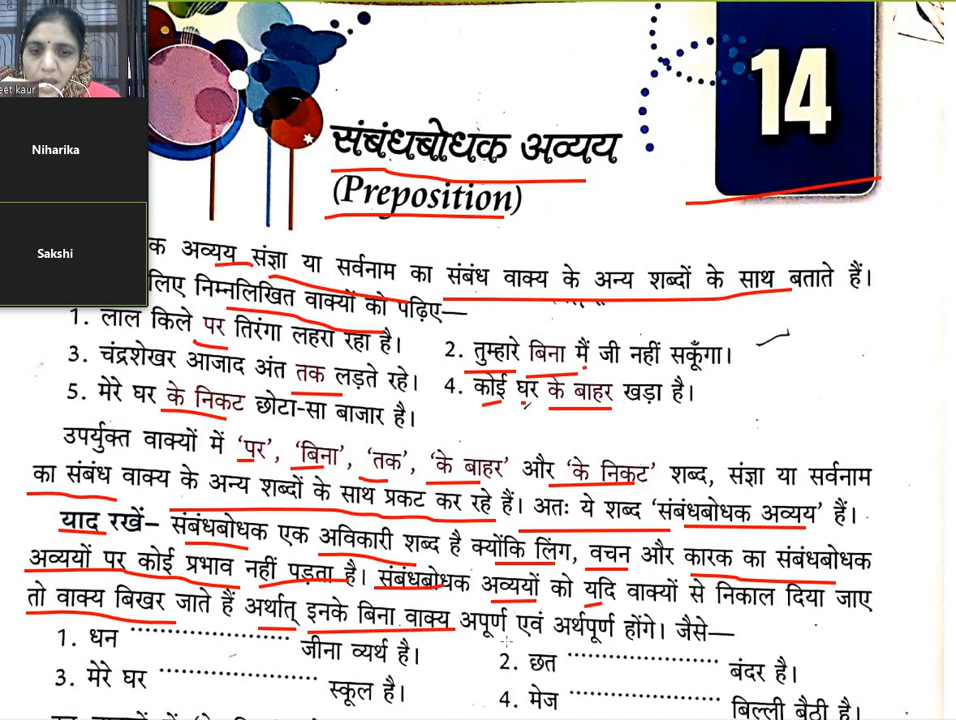 eet kaur
Niharika
Sakshi
14
संबंधबोधक अव्यय
(Preposition)
क अव्यय संज्ञा या सर्वनाम का संबंध वाक्य के अन्य शब्दों के साथ बताते हैं।
लिए निम्नलिखित वाक्यों को पढ़िए—
1. लाल किले पर तिरंगा लहरा रहा है।
2. तुम्हारे बिना मैं जी नहीं सकूँगा।
3. चंद्रशेखर आजाद अंत तक लड़ते रहे।
4. कोई घर के बाहर खड़ा है।
5. मेरे घर के निकट छोटा-सा बाजार है।
उपर्युक्त वाक्यों में ‘पर’, ‘बिना’, ‘तक’, ‘के बाहर’ और ‘के निकट’ शब्द, संज्ञा या सर्वनाम
का संबंध वाक्य के अन्य शब्दों के साथ प्रकट कर रहे हैं। अतः ये शब्द ‘संबंधबोधक अव्यय’ हैं।
याद रखें– संबंधबोधक एक अविकारी शब्द है क्योंकि लिंग, वचन और कारक का संबंधबोधक
अव्ययों पर कोई प्रभाव नहीं पड़ता है। संबंधबोधक अव्ययों को यदि वाक्यों से निकाल दिया जाए
तो वाक्य बिखर जाते हैं अर्थात् इनके बिना वाक्य अपूर्ण एवं अर्थपूर्ण होंगे। जैसे—
1. धन ........................ जीना व्यर्थ है।
2. छत ........................ बंदर है।
3. मेरे घर ........................ स्कूल है।
4. मेज ........................ बिल्ली बैठी है।